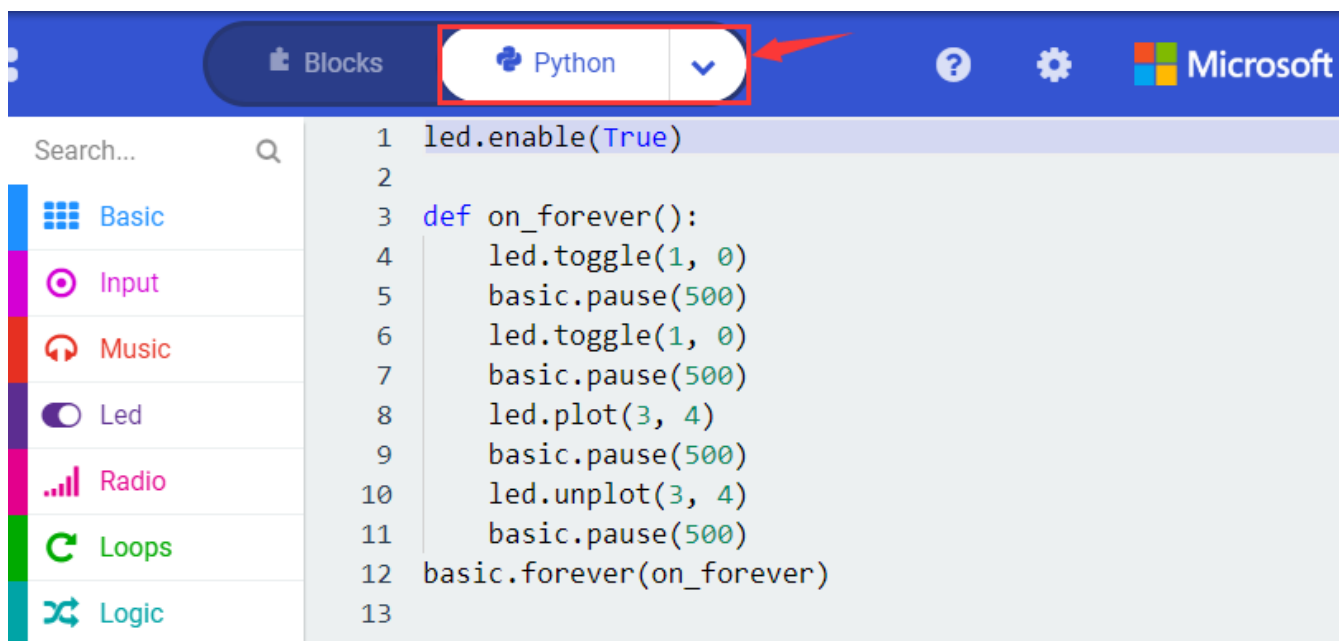 Blocks Python Microsoft
Search...
Basic
Input
Music
Led
Radio
Loops
Logic
1 led.enable(True)
2
3 def on_forever():
4     led.toggle(1, 0)
5     basic.pause(500)
6     led.toggle(1, 0)
7     basic.pause(500)
8     led.plot(3, 4)
9     basic.pause(500)
10     led.unplot(3, 4)
11     basic.pause(500)
12 basic.forever(on_forever)
13